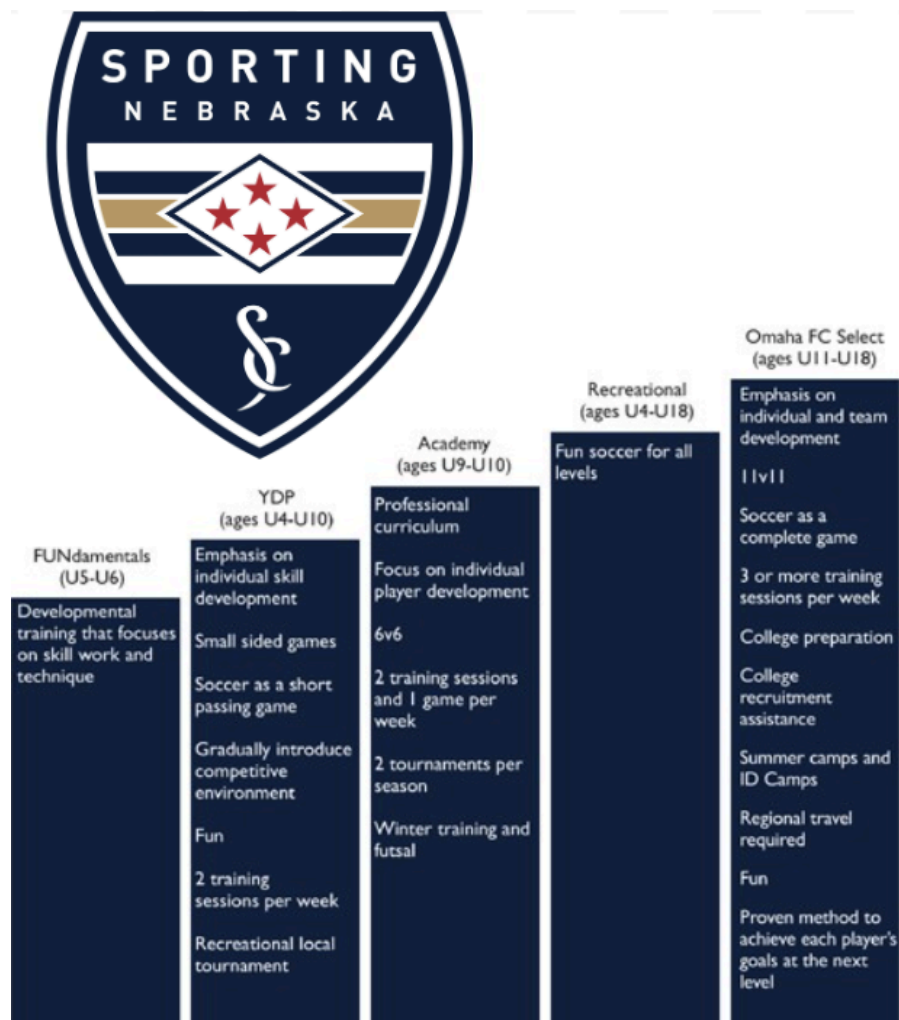 SPORTING
NEBRASKA
SC
FUNdamentals
(U5-U6)
Developmental
training that focuses
on skill work and
technique
YDP
(ages U4-U10)
Emphasis on
individual skill
development
Small sided games
Soccer as a short
passing game
Gradually introduce
competitive
environment
Fun
2 training
sessions per week
Recreational local
tournament
Academy
(ages U9-U10)
Professional
curriculum
Focus on individual
player development
6v6
2 training sessions
and 1 game per
week
2 tournaments per
season
Winter training and
futsal
Recreational
(ages U4-U18)
Fun soccer for all
levels
Omaha FC Select
(ages U11-U18)
Emphasis on
individual and team
development
11v11
Soccer as a
complete game
3 or more training
sessions per week
College preparation
College
recruitment
assistance
Summer camps and
ID Camps
Regional travel
required
Fun
Proven method to
achieve each player's
goals at the next
level